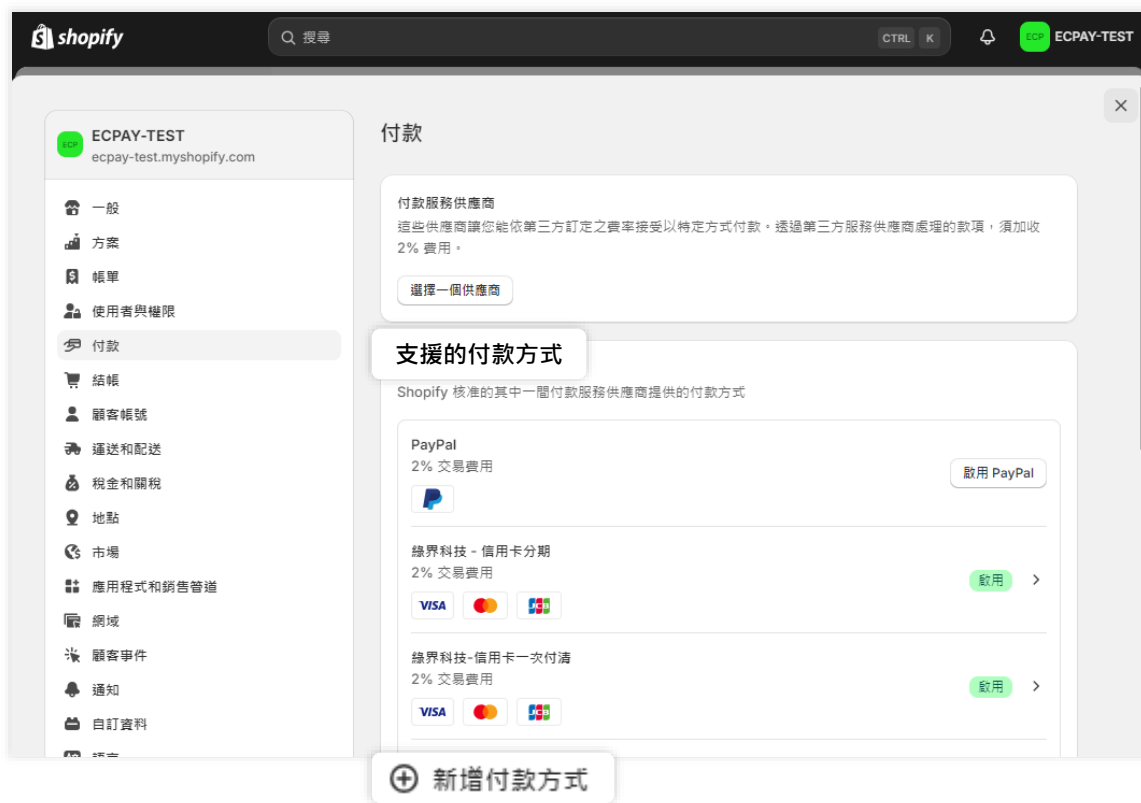 shopify
搜尋
CTRL K
ECP
ECPAY-TEST
ECP
ECPAY-TEST
ecpay-test.myshopify.com
一般
方案
帳單
使用者與權限
付款
結帳
顧客帳號
運送和配送
稅金和關稅
地點
市場
應用程式和銷售管道
網域
顧客事件
通知
自訂資料
付款
付款服務供應商
這些供應商讓您能依第三方訂定之費率接受以特定方式付款。透過第三方服務供應商處理的款項，須加收
2% 費用。
選擇一個供應商
支援的付款方式
Shopify 核准的其中一間付款服務供應商提供的付款方式
PayPal
2% 交易費用
啟用 PayPal
綠界科技 - 信用卡分期
2% 交易費用
啟用
VISA
JCB
綠界科技-信用卡一次付清
2% 交易費用
啟用
VISA
JCB
新增付款方式